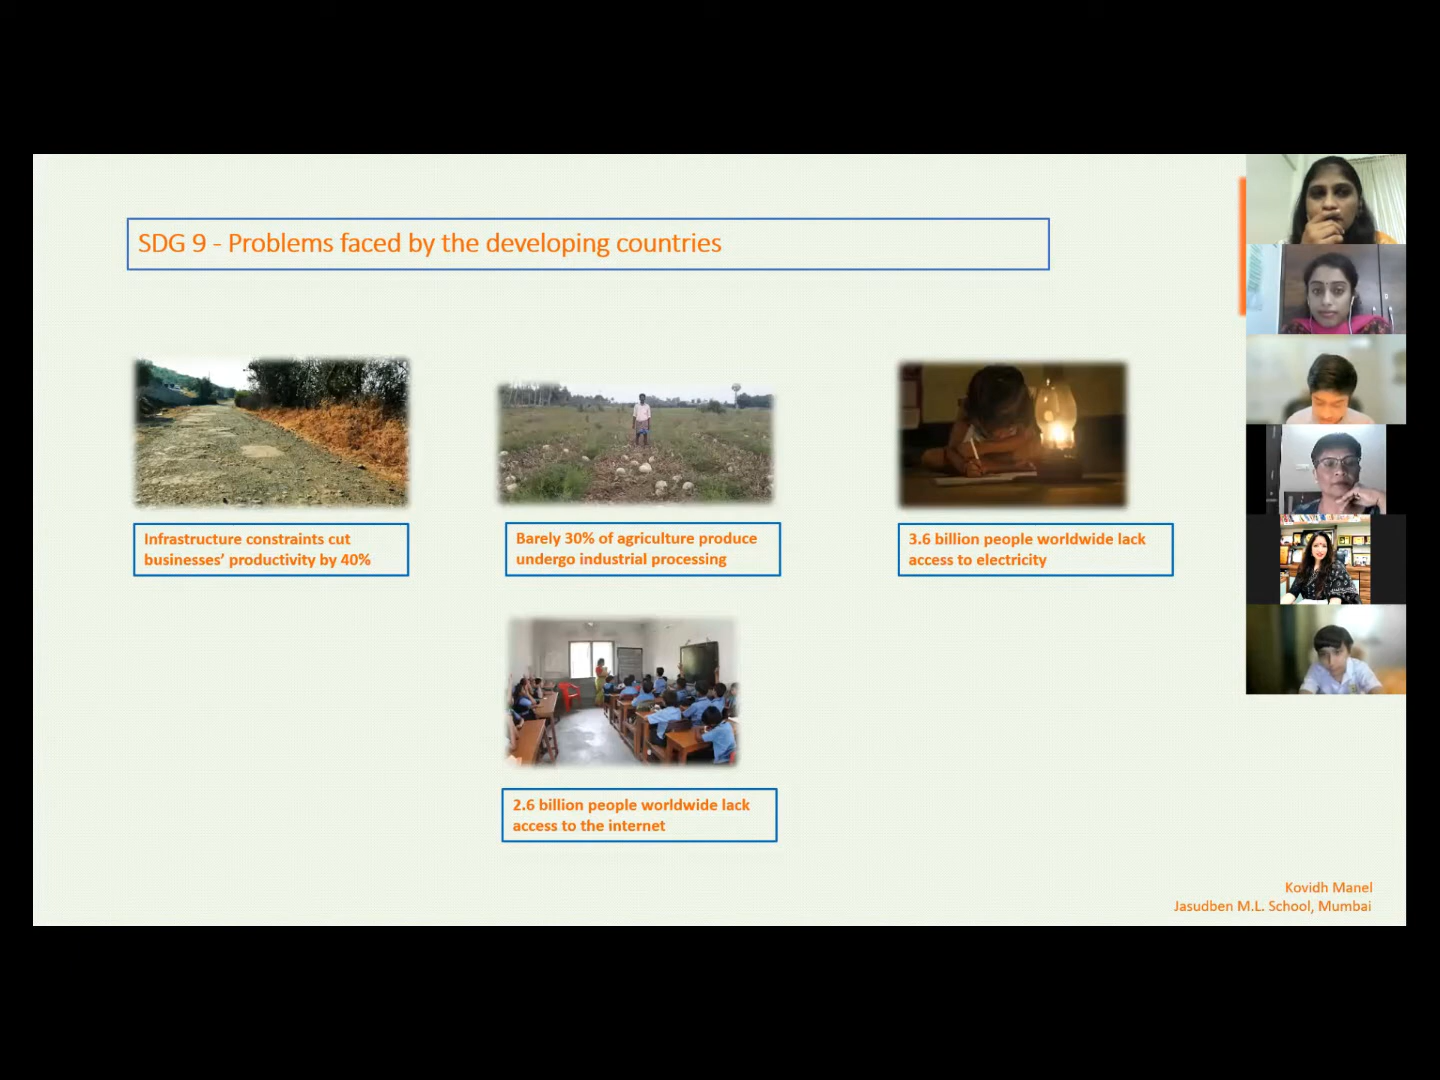 SDG 9 - Problems faced by the developing countries
Infrastructure constraints cut
businesses’ productivity by 40%
Barely 30% of agriculture produce
undergo industrial processing
3.6 billion people worldwide lack
access to electricity
2.6 billion people worldwide lack
access to the internet
Kovidh Manel
Jasudben M.L. School, Mumbai